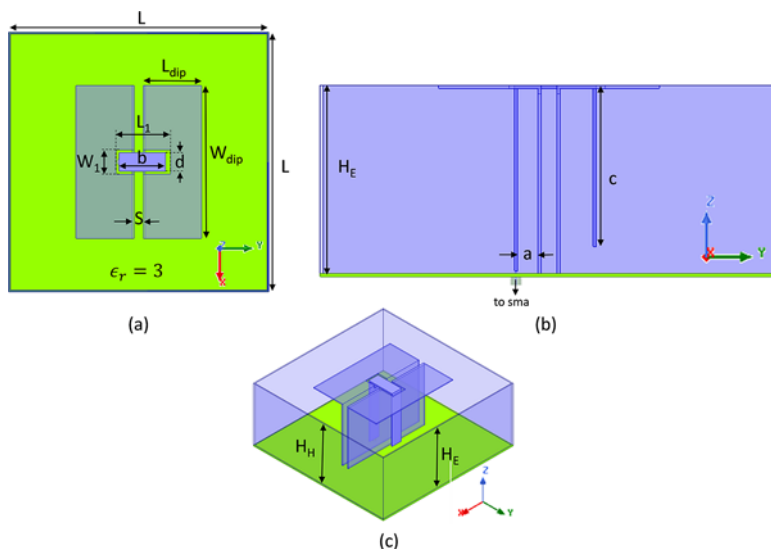 L
L_dip
L_1
W_1
b
d
W_dip
L
S
Z
Y
X
ϵ_r = 3
(a)
H_E
c
a
Z
X
Y
to sma
(b)
H_H
H_E
Z
X
Y
(c)